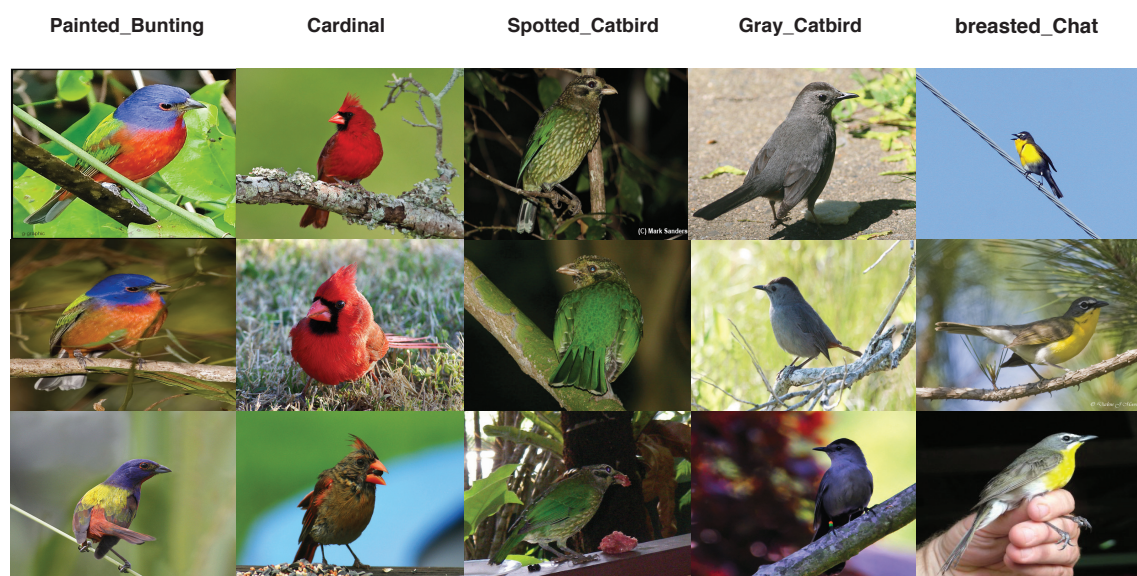 Painted_Bunting
Cardinal
Spotted_Catbird
Gray_Catbird
breasted_Chat
(C) Mark Sanders